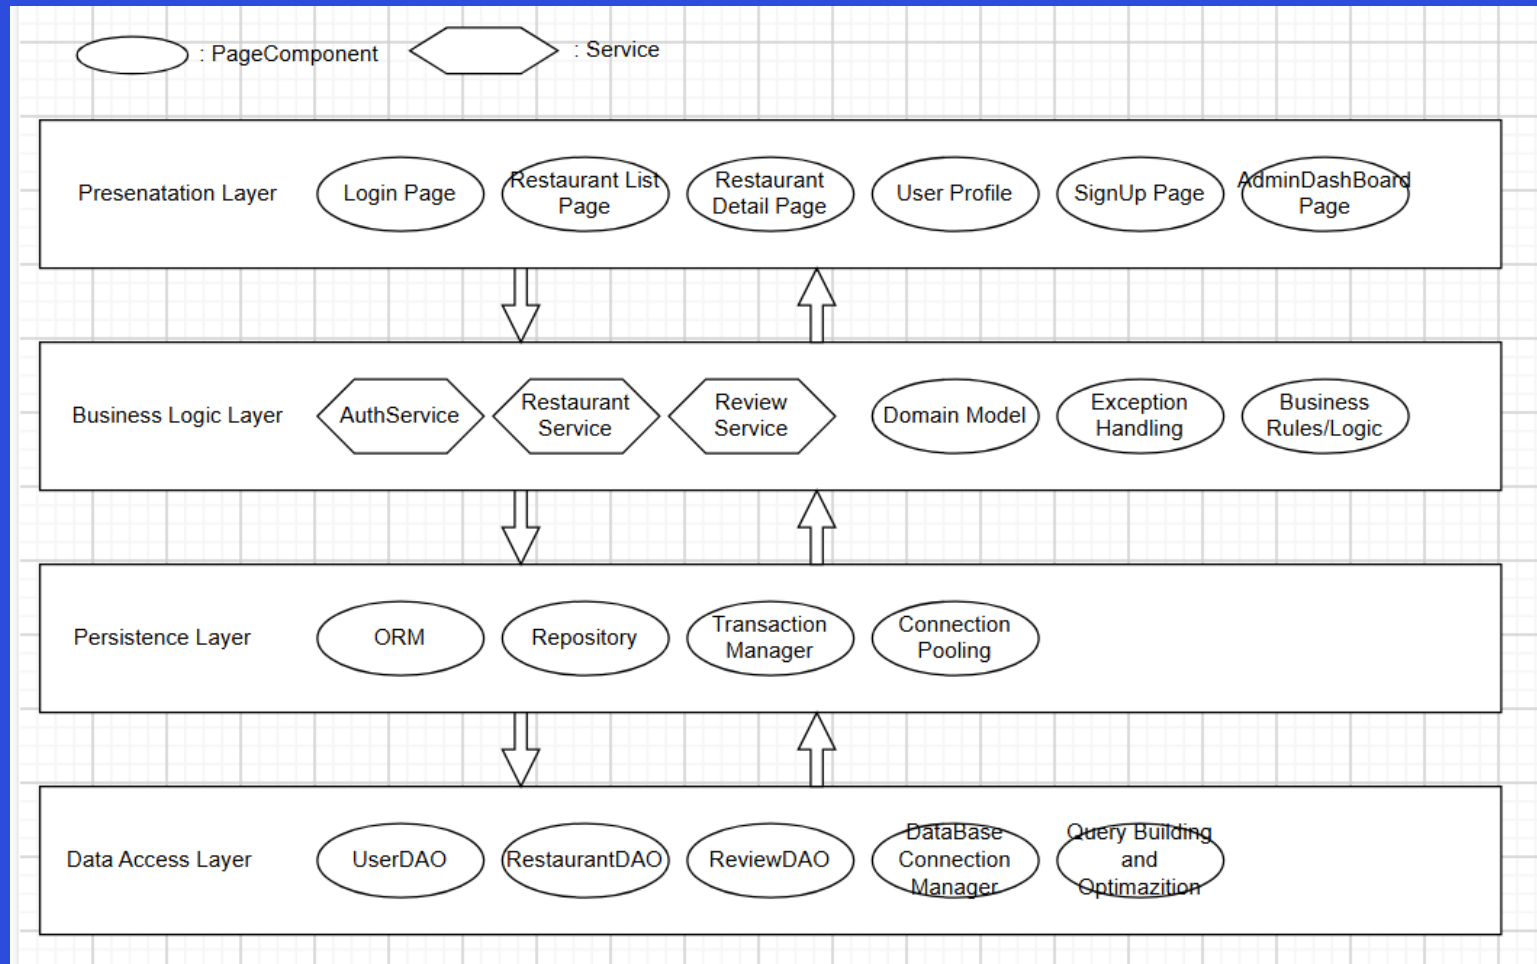 : PageComponent
: Service
Presenatation Layer
Login Page
Restaurant List
Page
Restaurant
Detail Page
User Profile
SignUp Page
AdminDashBoard
Page
Business Logic Layer
AuthService
Restaurant
Service
Review
Service
Domain Model
Exception
Handling
Business
Rules/Logic
Persistence Layer
ORM
Repository
Transaction
Manager
Connection
Pooling
Data Access Layer
UserDAO
RestaurantDAO
ReviewDAO
DataBase
Connection
Manager
Query Building
and
Optimazition